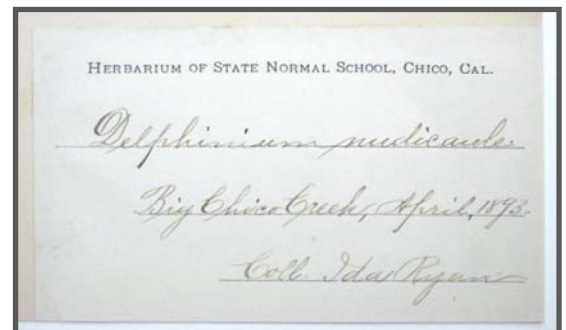 HERBARIUM OF STATE NORMAL SCHOOL, CHICO, CAL.
Delphinium nudicaule.
Big Chico Creek, April, 1893.
Coll. Ida Ryan